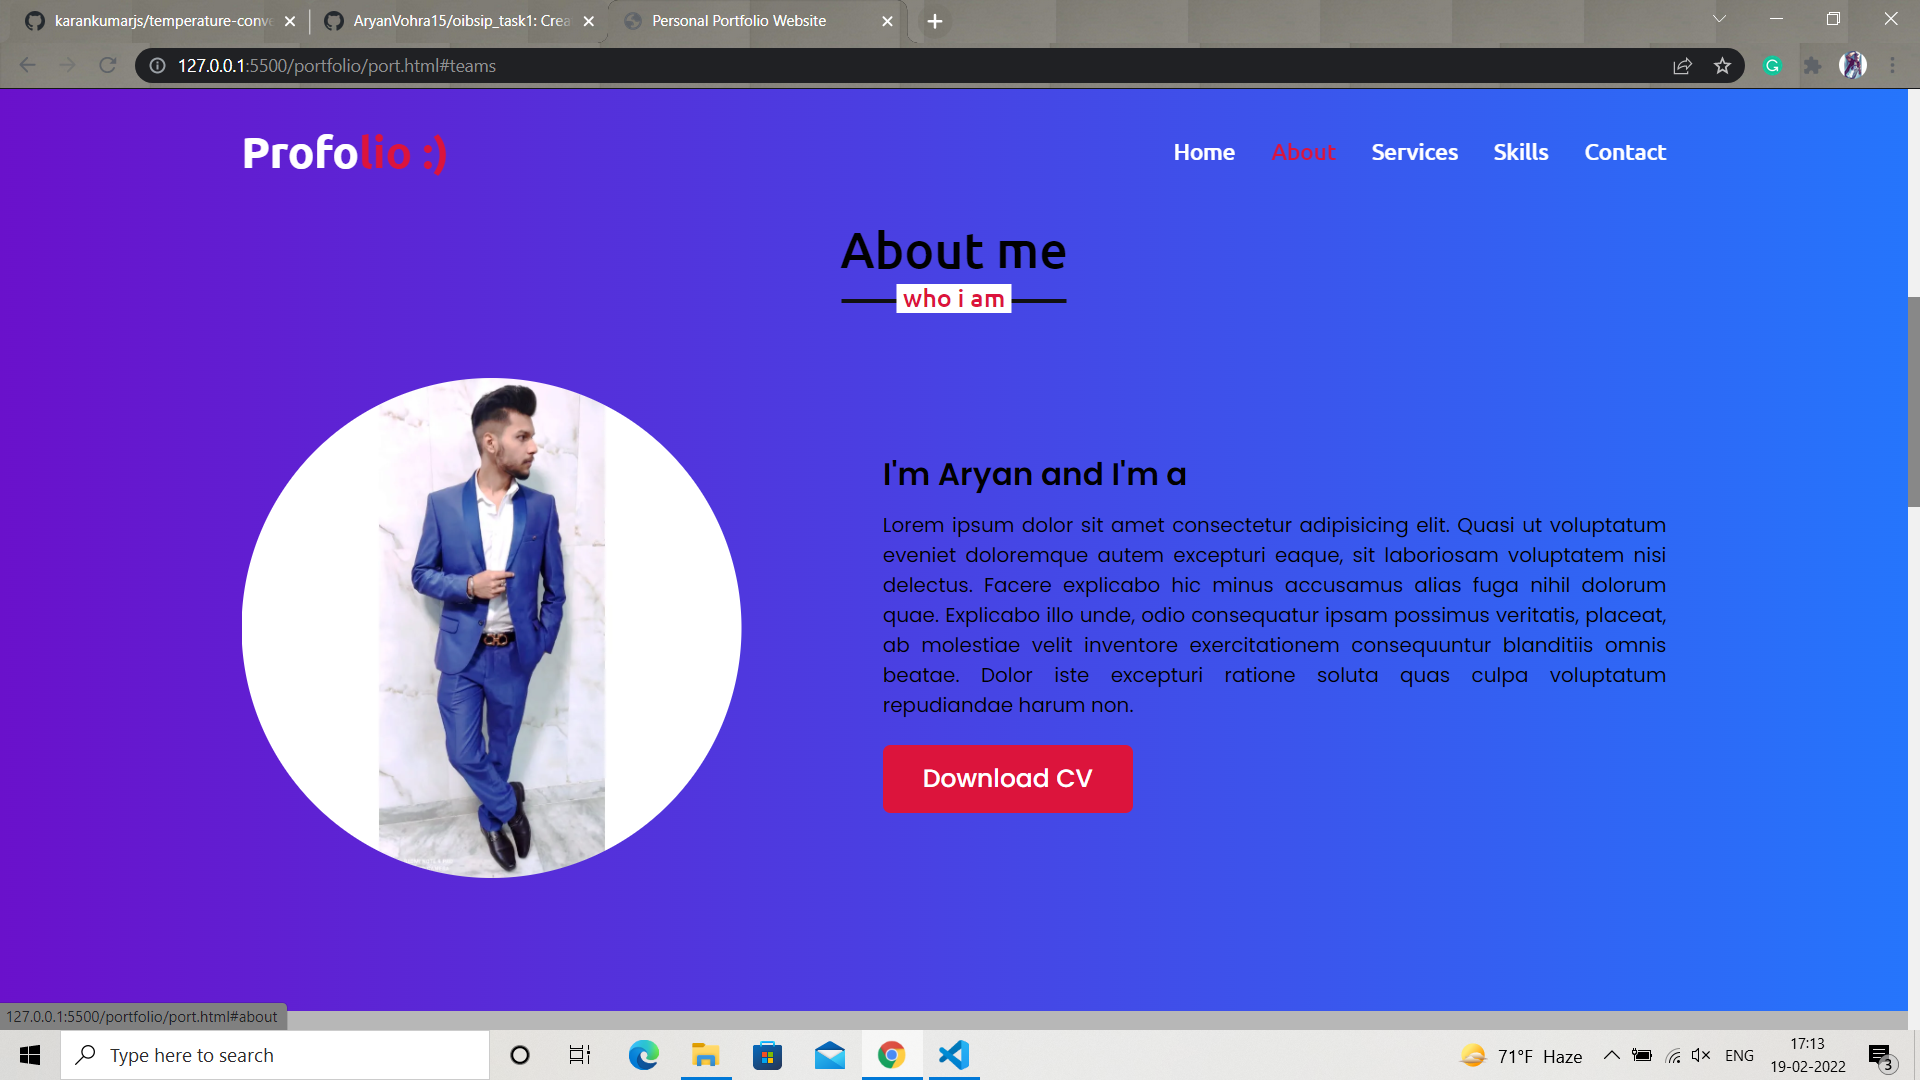 karankumarjs/temperature-conve
AryanVohra15/oibsip_task1: Crea
Personal Portfolio Website
127.0.0.1:5500/portfolio/port.html#teams
Profolio :)
Home About Services Skills Contact
About me
who i am
I'm Aryan and I'm a
Lorem ipsum dolor sit amet consectetur adipisicing elit. Quasi ut voluptatum
eveniet doloremque autem excepturi eaque, sit laboriosam voluptatem nisi
delectus. Facere explicabo hic minus accusamus alias fuga nihil dolorum
quae. Explicabo illo unde, odio consequatur ipsam possimus veritatis, placeat,
ab molestiae velit inventore exercitationem consequuntur blanditiis omnis
beatae. Dolor iste excepturi ratione soluta quas culpa voluptatum
repudiandae harum non.
Download CV
127.0.0.1:5500/portfolio/port.html#about
Type here to search
71°F Haze
ENG
17:13
19-02-2022
3